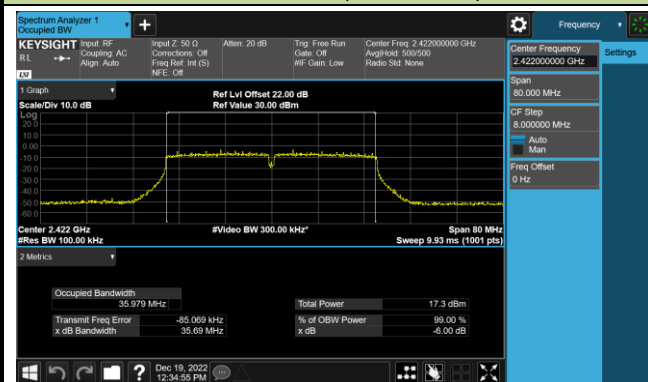 Spectrum Analyzer 1
Occupied BW
Frequency
KEYSIGHT
RL
Input: RF
Coupling: AC
Align: Auto
Input Z: 50 Ω
Corrections: Off
Freq Ref: Int (S)
NFE: Off
Atten: 20 dB
Trig: Free Run
Gate: Off
#IF Gain: Low
Center Freq: 2.422000000 GHz
Avg|Hold: 500/500
Radio Std: None
LXI
1 Graph
Scale/Div 10.0 dB
Ref Lvl Offset 22.00 dB
Ref Value 30.00 dBm
Log
20.0
10.0
0.00
-10.0
-20.0
-30.0
-40.0
-50.0
-60.0
Center 2.422 GHz
#Res BW 100.00 kHz
#Video BW 300.00 kHz*
Span 80 MHz
Sweep 9.93 ms (1001 pts)
2 Metrics
Occupied Bandwidth
35.979 MHz
Total Power 17.3 dBm
Transmit Freq Error -85.069 kHz
% of OBW Power 99.00 %
x dB Bandwidth 35.69 MHz
x dB -6.00 dB
Dec 19, 2022
12:34:55 PM
Center Frequency
2.422000000 GHz
Settings
Span
80.000 MHz
CF Step
8.000000 MHz
Auto
Man
Freq Offset
0 Hz